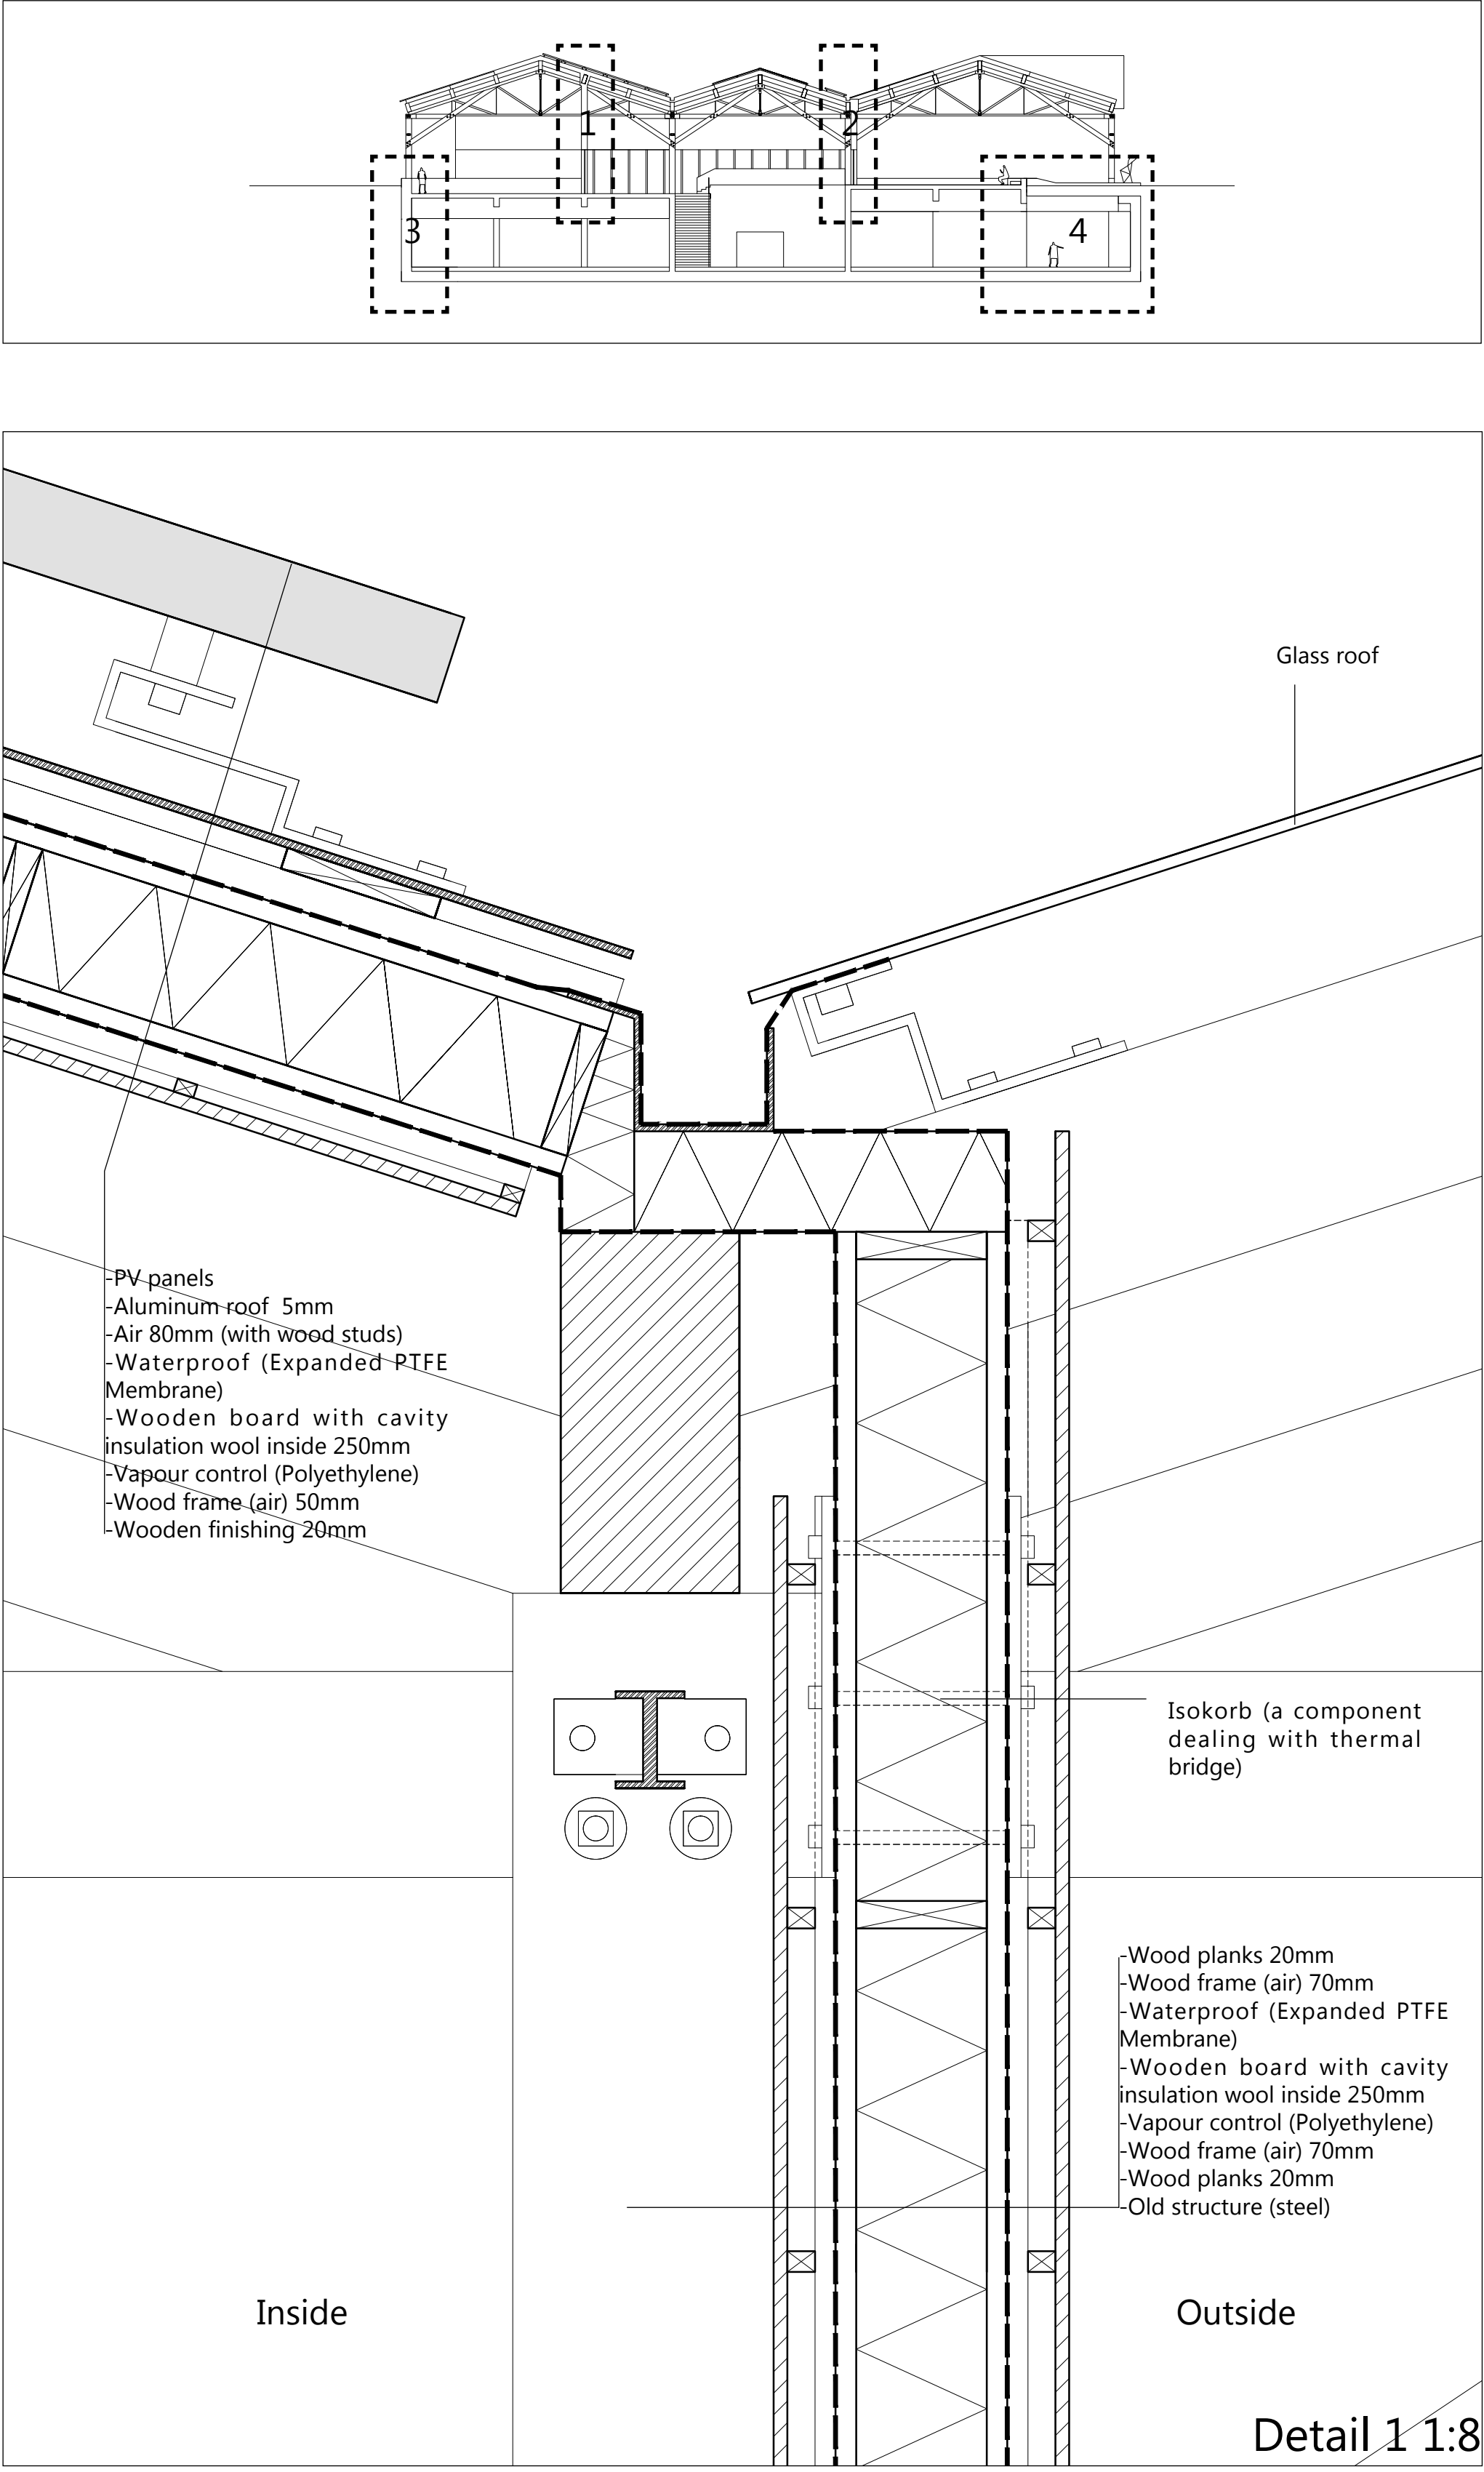 1
2
3
4
Glass roof
-PV panels
-Aluminum roof  5mm
-Air 80mm (with wood studs)
-Waterproof (Expanded PTFE
Membrane)
-Wooden board with cavity
insulation wool inside 250mm
-Vapour control (Polyethylene)
-Wood frame (air) 50mm
-Wooden finishing 20mm
Isokorb (a component
dealing with thermal
bridge)
-Wood planks 20mm
-Wood frame (air) 70mm
-Waterproof (Expanded PTFE
Membrane)
-Wooden board with cavity
insulation wool inside 250mm
-Vapour control (Polyethylene)
-Wood frame (air) 70mm
-Wood planks 20mm
-Old structure (steel)
Inside
Outside
Detail 1 1:8